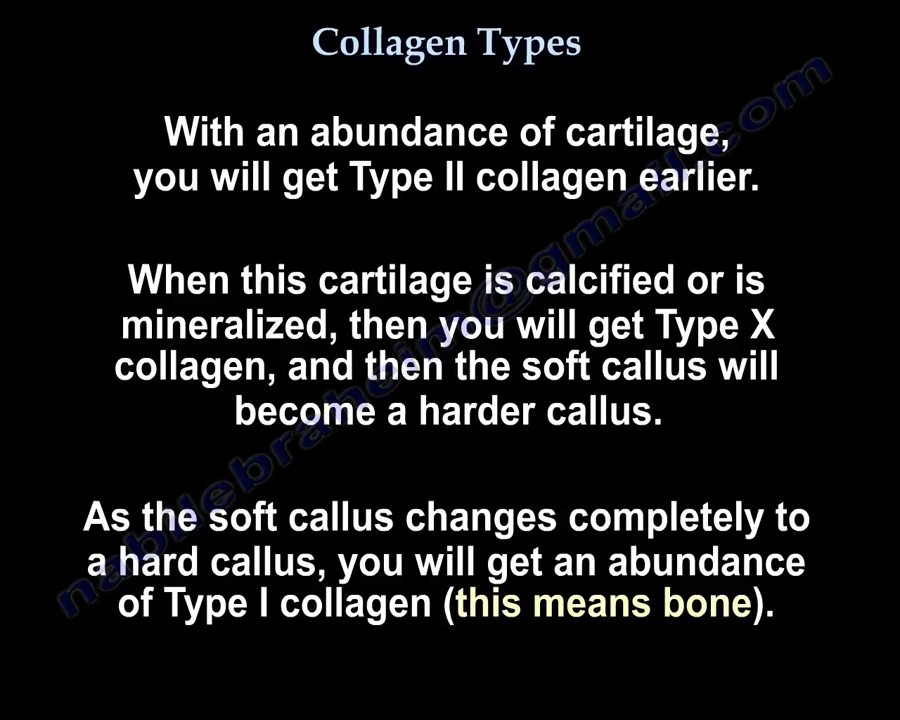 Collagen Types
With an abundance of cartilage,
you will get Type II collagen earlier.
When this cartilage is calcified or is
mineralized, then you will get Type X
collagen, and then the soft callus will
become a harder callus.
As the soft callus changes completely to
a hard callus, you will get an abundance
of Type I collagen (this means bone).
nabilebraheim@gmail.com